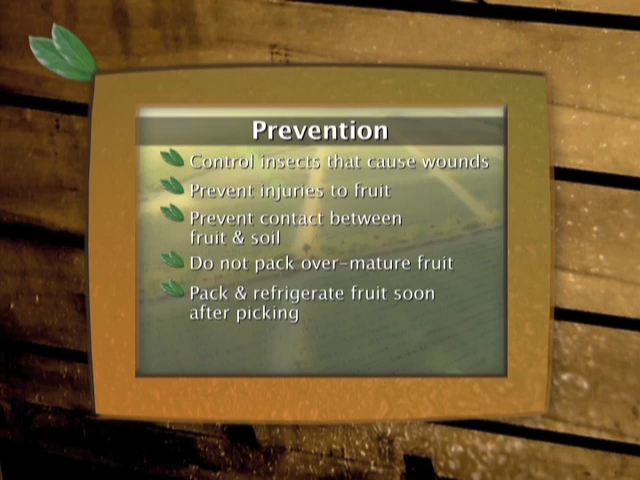 Prevention
Control insects that cause wounds
Prevent injuries to fruit
Prevent contact between
fruit & soil
Do not pack over-mature fruit
Pack & refrigerate fruit soon
after picking